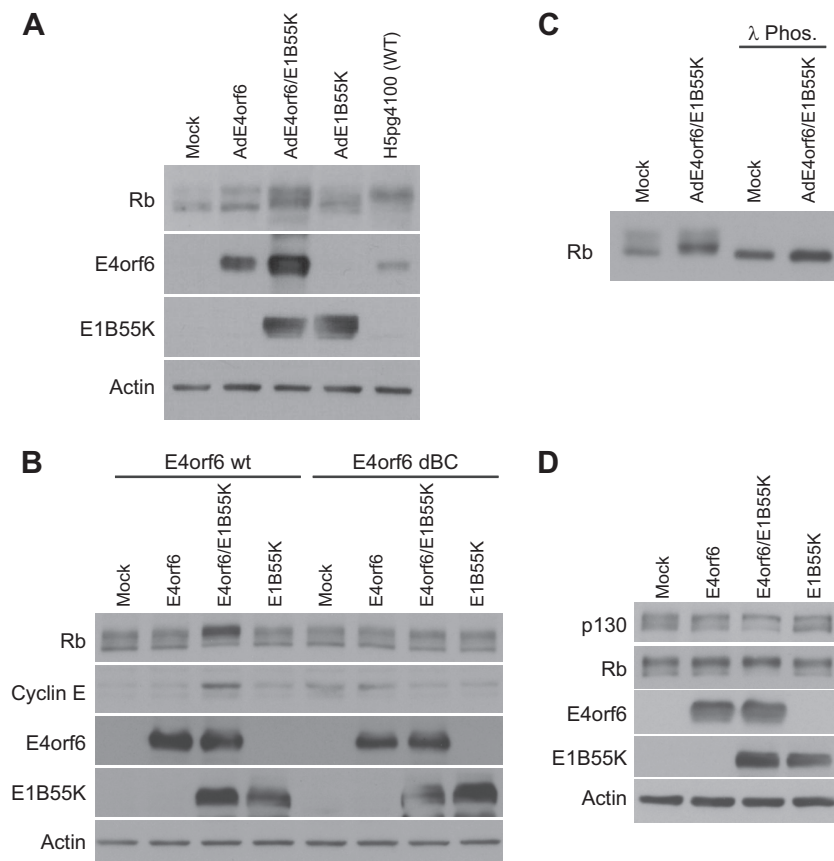 A
Mock
AdE4orf6
AdE4orf6/E1B55K
AdE1B55K
H5pg4100 (WT)
Rb
E4orf6
E1B55K
Actin
C
λ Phos.
Mock
AdE4orf6/E1B55K
Mock
AdE4orf6/E1B55K
Rb
B
E4orf6 wt
E4orf6 dBC
Mock
E4orf6
E4orf6/E1B55K
E1B55K
Mock
E4orf6
E4orf6/E1B55K
E1B55K
Rb
Cyclin E
E4orf6
E1B55K
Actin
D
Mock
E4orf6
E4orf6/E1B55K
E1B55K
p130
Rb
E4orf6
E1B55K
Actin